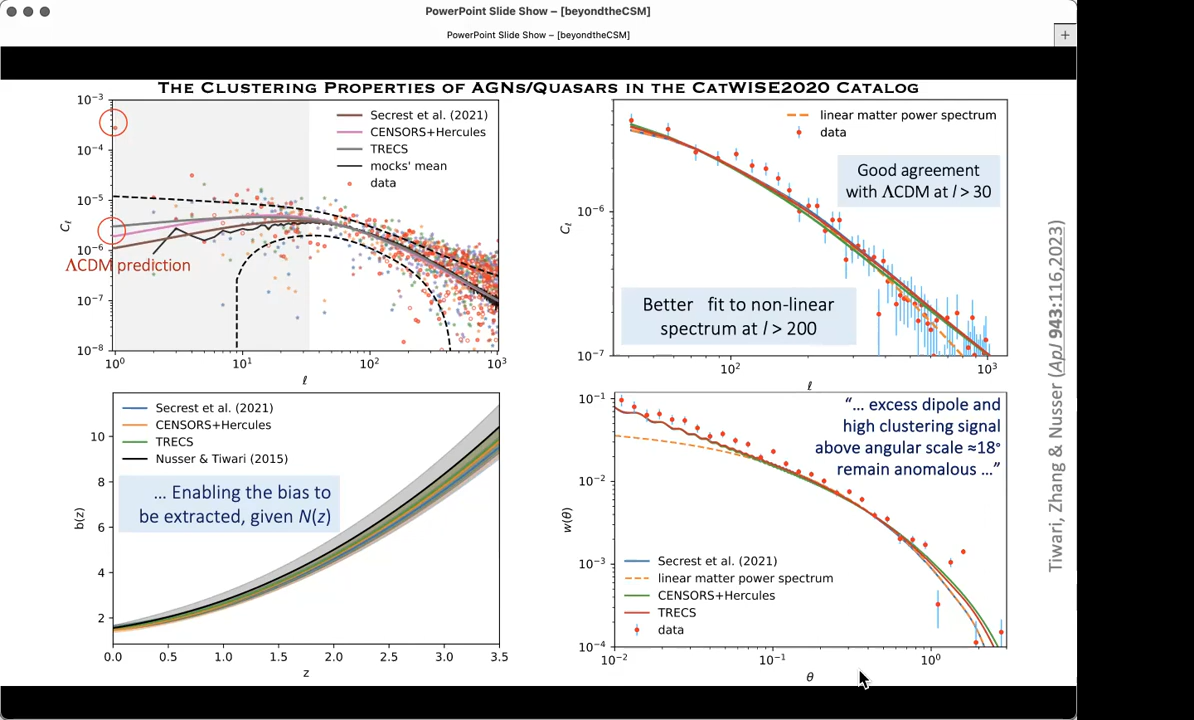 PowerPoint Slide Show – [beyondtheCSM]
PowerPoint Slide Show – [beyondtheCSM]
+
The Clustering Properties of AGNs/Quasars in the CatWISE2020 Catalog
10⁻³
10⁻⁴
10⁻⁵
10⁻⁶
10⁻⁷
10⁻⁸
Cℓ
Secrest et al. (2021)
CENSORS+Hercules
TRECS
mocks' mean
data
ΛCDM prediction
10⁰
10¹
10²
10³
ℓ
linear matter power spectrum
data
Good agreement
with ΛCDM at l > 30
Better fit to non-linear
spectrum at l > 200
Cℓ
10⁻⁶
10⁻⁷
10²
10³
ℓ
Secrest et al. (2021)
CENSORS+Hercules
TRECS
Nusser & Tiwari (2015)
... Enabling the bias to
be extracted, given N(z)
b(z)
10
8
6
4
2
0.0
0.5
1.0
1.5
2.0
2.5
3.0
3.5
z
“... excess dipole and
high clustering signal
above angular scale ≈18°
remain anomalous ...”
w(θ)
10⁻¹
10⁻²
10⁻³
10⁻⁴
Secrest et al. (2021)
linear matter power spectrum
CENSORS+Hercules
TRECS
data
10⁻²
10⁻¹
10⁰
θ
Tiwari, Zhang & Nusser (ApJ 943:116,2023)